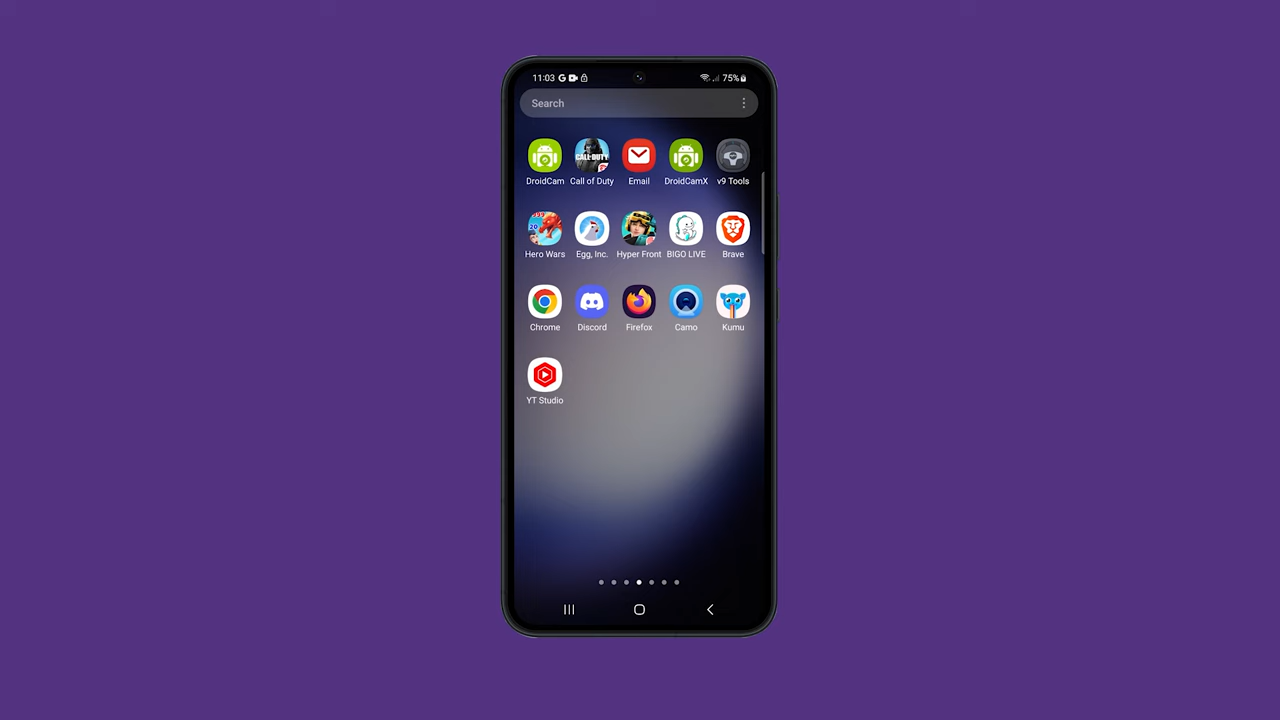 11:03
75%
Search
DroidCam Call of Duty Email DroidCamX v9 Tools
Hero Wars Egg, Inc. Hyper Front BIGO LIVE Brave
Chrome Discord Firefox Camo Kumu
YT Studio